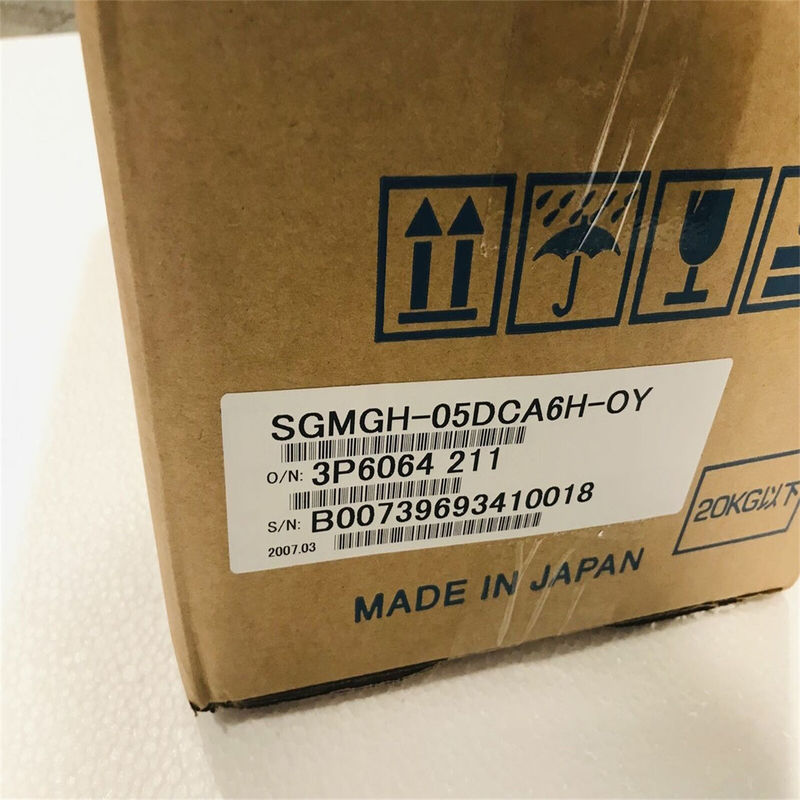 SGMGH-05DCA6H-OY
O/N: 3P6064 211
S/N: B00739693410018
2007.03
20KG以下
MADE IN JAPAN